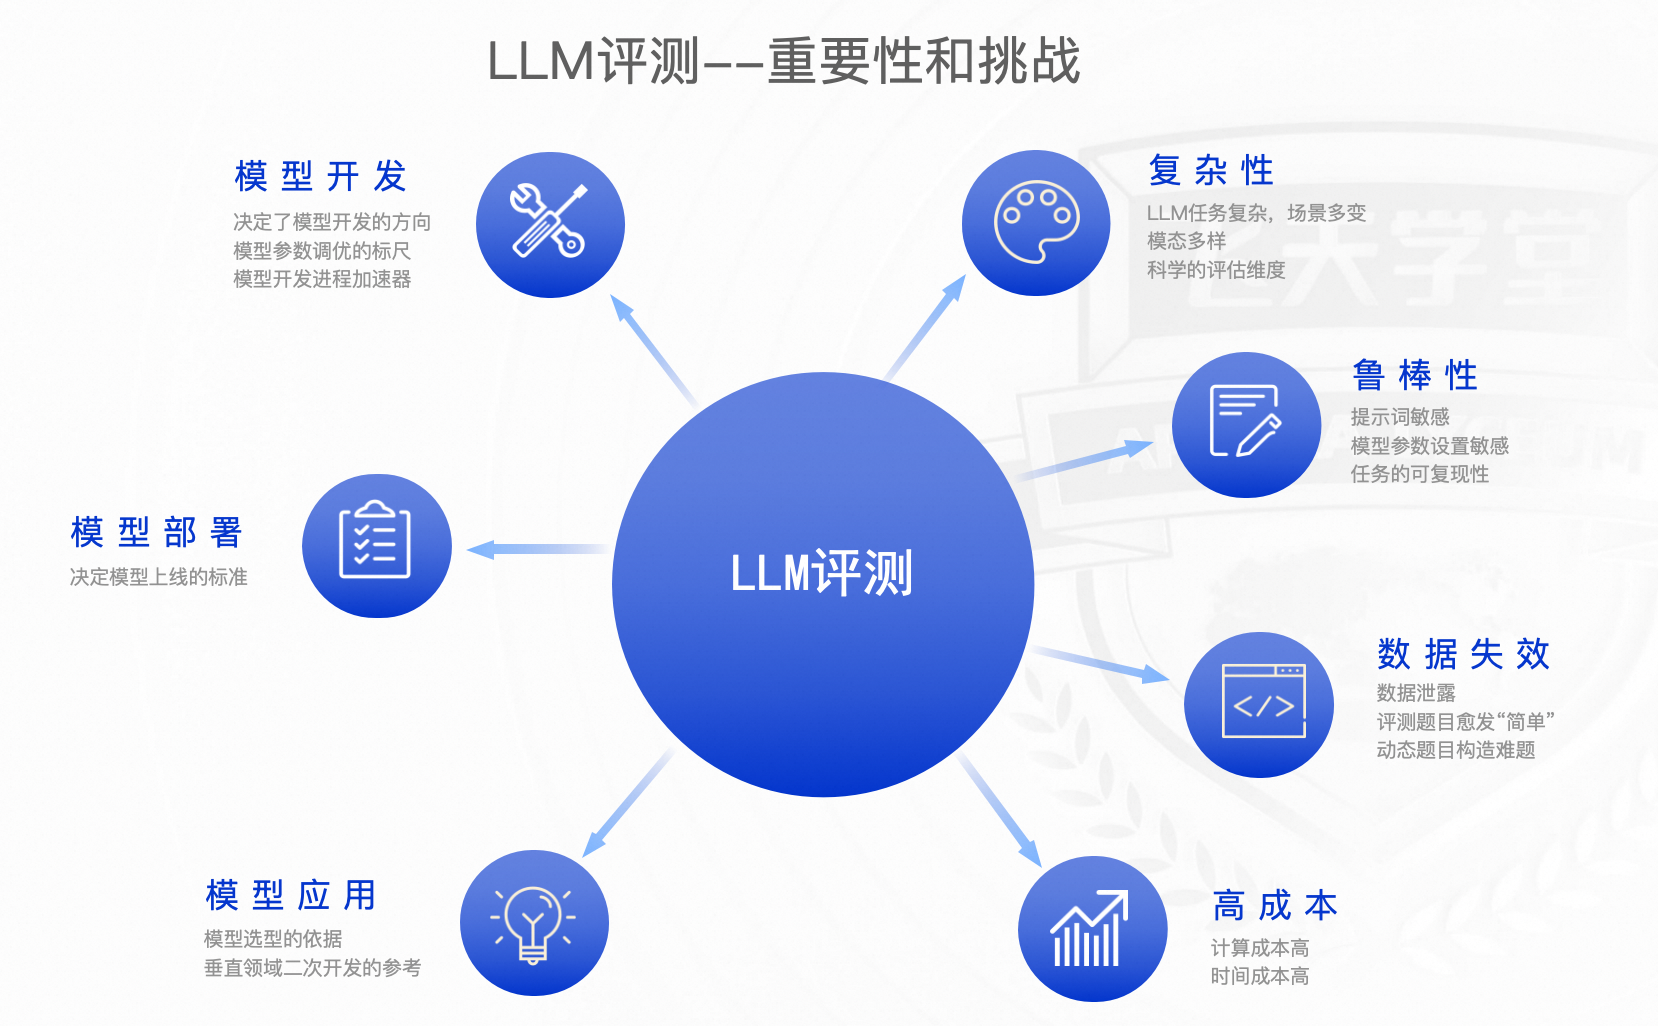 LLM评测--重要性和挑战
模型开发
决定了模型开发的方向
模型参数调优的标尺
模型开发进程加速器
复杂性
LLM任务复杂，场景多变
模态多样
科学的评估维度
鲁棒性
提示词敏感
模型参数设置敏感
任务的可复现性
模型部署
决定模型上线的标准
LLM评测
数据失效
数据泄露
评测题目愈发“简单”
动态题目构造难题
模型应用
模型选型的依据
垂直领域二次开发的参考
高成本
计算成本高
时间成本高
飞天学堂